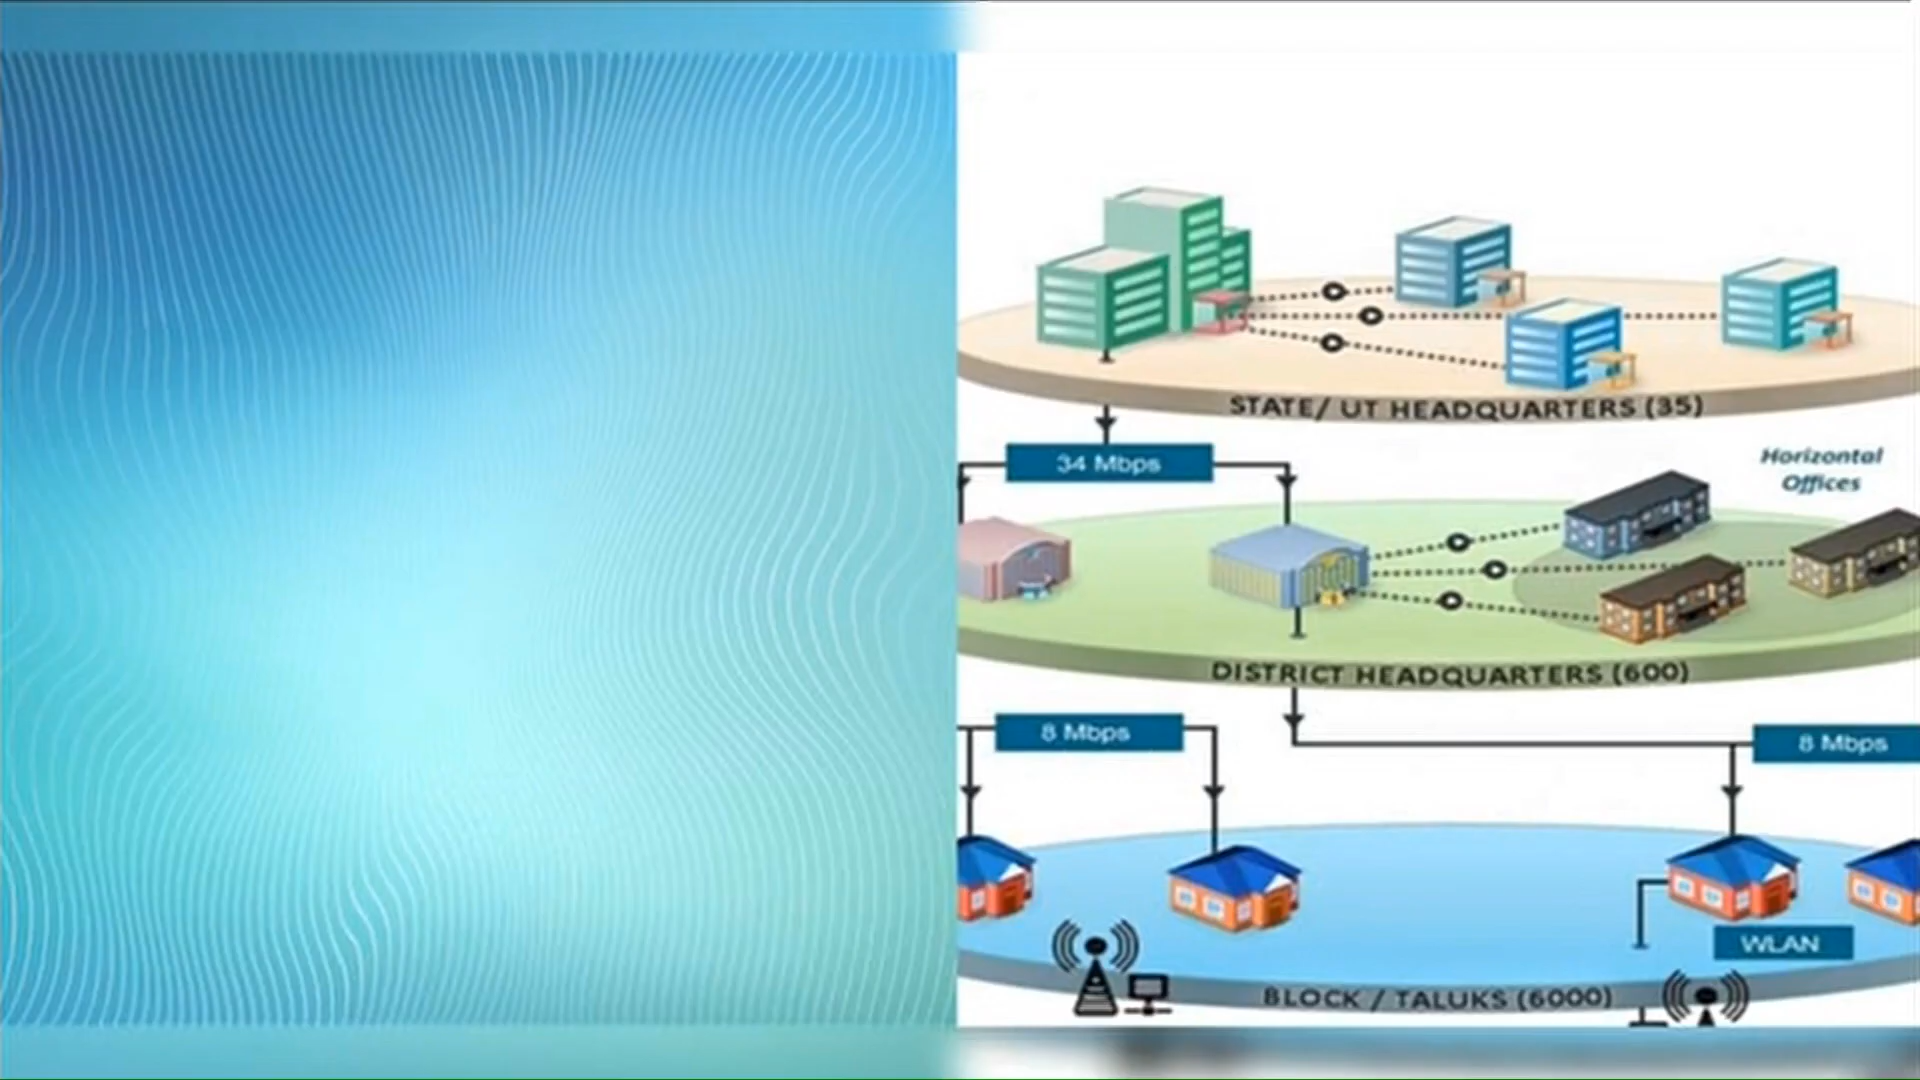 STATE/ UT HEADQUARTERS (35)
34 Mbps
Horizontal
Offices
DISTRICT HEADQUARTERS (600)
8 Mbps
8 Mbps
WLAN
BLOCK / TALUKS (6000)